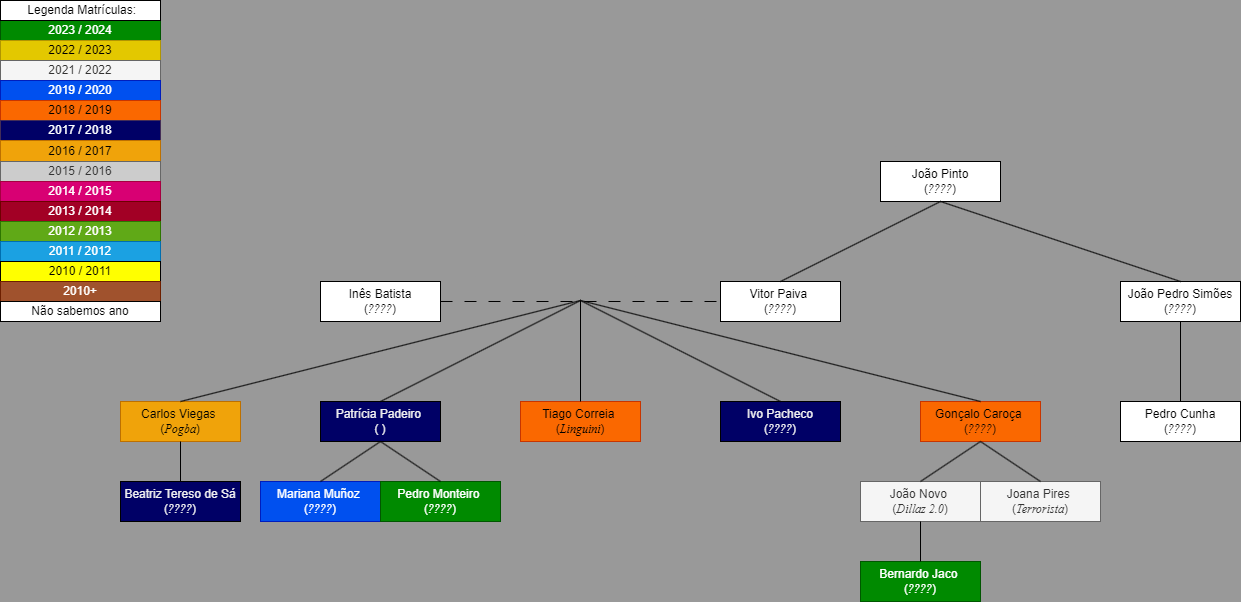 Legenda Matrículas:
2023 / 2024
2022 / 2023
2021 / 2022
2019 / 2020
2018 / 2019
2017 / 2018
2016 / 2017
2015 / 2016
2014 / 2015
2013 / 2014
2012 / 2013
2011 / 2012
2010 / 2011
2010+
Não sabemos ano
João Pinto
(????)
Inês Batista
(????)
Vitor Paiva
(????)
João Pedro Simões
(????)
Carlos Viegas
(Pogba)
Patrícia Padeiro
( )
Tiago Correia
(Linguini)
Ivo Pacheco
(????)
Gonçalo Caroça
(????)
Pedro Cunha
(????)
Beatriz Tereso de Sá
(????)
Mariana Muñoz
(????)
Pedro Monteiro
(????)
João Novo
(Dillaz 2.0)
Joana Pires
(Terrorista)
Bernardo Jaco
(????)